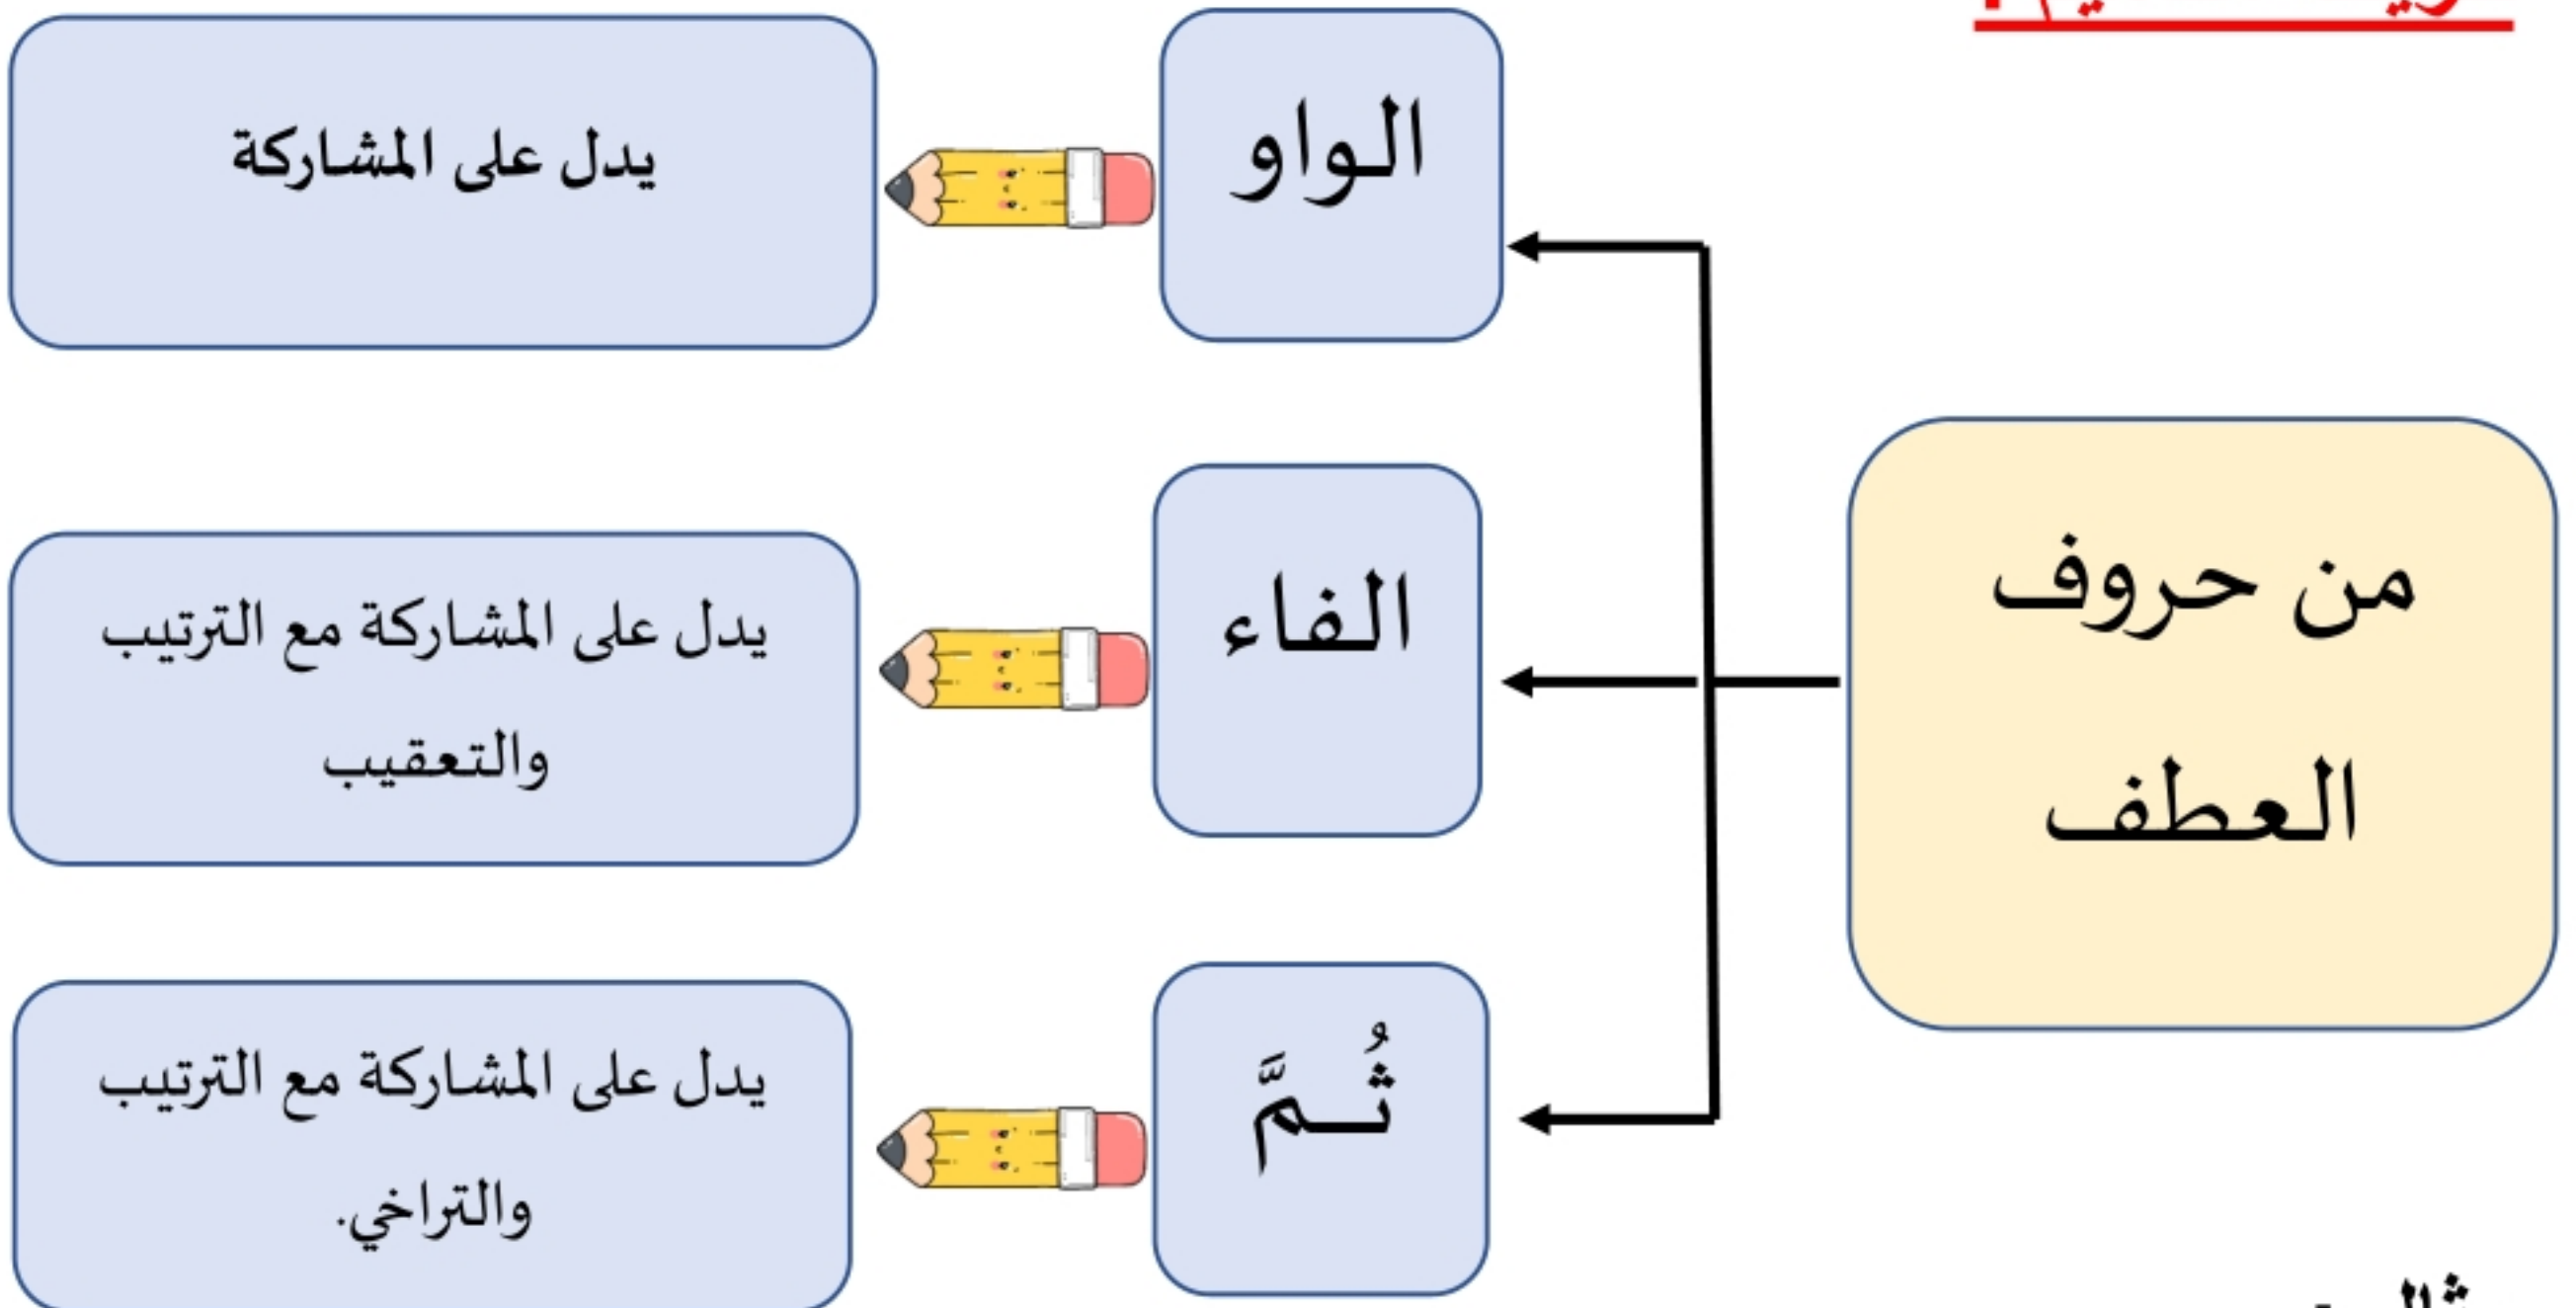 من حروف
العطف
الواو
يدل على المشاركة
الفاء
يدل على المشاركة مع الترتيب
والتعقيب
ثُمَّ
يدل على المشاركة مع الترتيب
والتراخي.